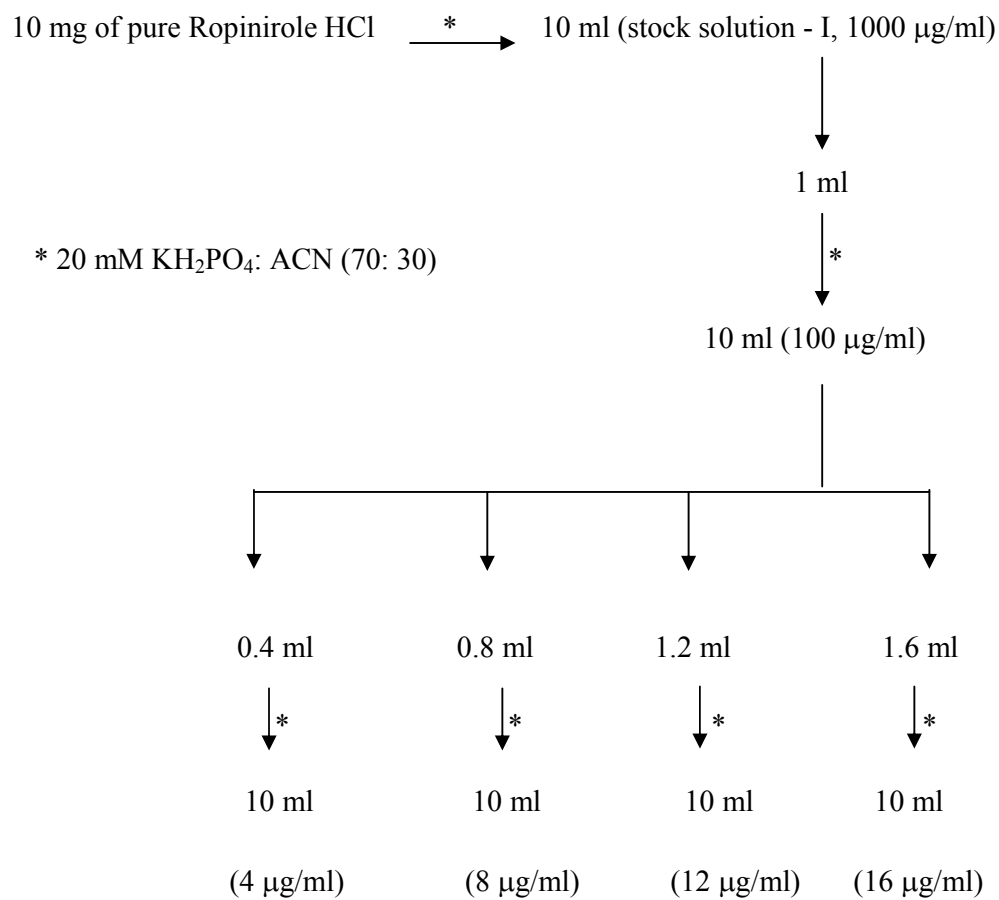 10 mg of pure Ropinirole HCl * 10 ml (stock solution - I, 1000 μg/ml)
1 ml
* 20 mM KH₂PO₄: ACN (70: 30) *
10 ml (100 μg/ml)
0.4 ml 0.8 ml 1.2 ml 1.6 ml
* * * *
10 ml 10 ml 10 ml 10 ml
(4 μg/ml) (8 μg/ml) (12 μg/ml) (16 μg/ml)